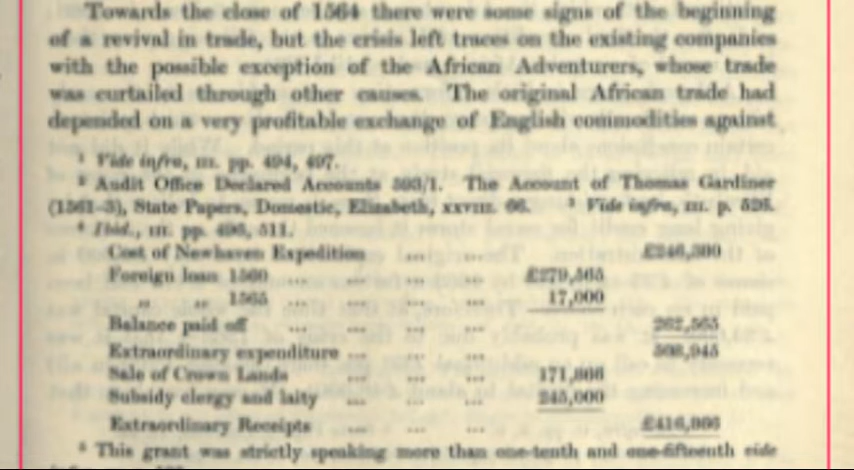 Towards the close of 1564 there were some signs of the beginning
of a revival in trade, but the crisis left traces on the existing companies
with the possible exception of the African Adventurers, whose trade
was curtailed through other causes. The original African trade had
depended on a very profitable exchange of English commodities against
¹ Vide infra, III. pp. 494, 497.
² Audit Office Declared Accounts 593/1. The Account of Thomas Gardiner
(1561-3), State Papers, Domestic, Elizabeth, XXVIII. 66. ³ Vide infra, III. p. 526.
⁴ Ibid., III. pp. 498, 511.
Cost of Newhaven Expedition ... ... £246,380
Foreign loan 1560 ... ... ... £279,565
„ „ 1565 ... ... ... 17,000
Balance paid off ... ... ... ... 262,565
Extraordinary expenditure ... ... ... 508,945
Sale of Crown Lands ... ... ... 171,866
Subsidy clergy and laity ... ... ... 245,000
Extraordinary Receipts ... ... ... £416,866
⁵ This grant was strictly speaking more than one-tenth and one-fifteenth vide